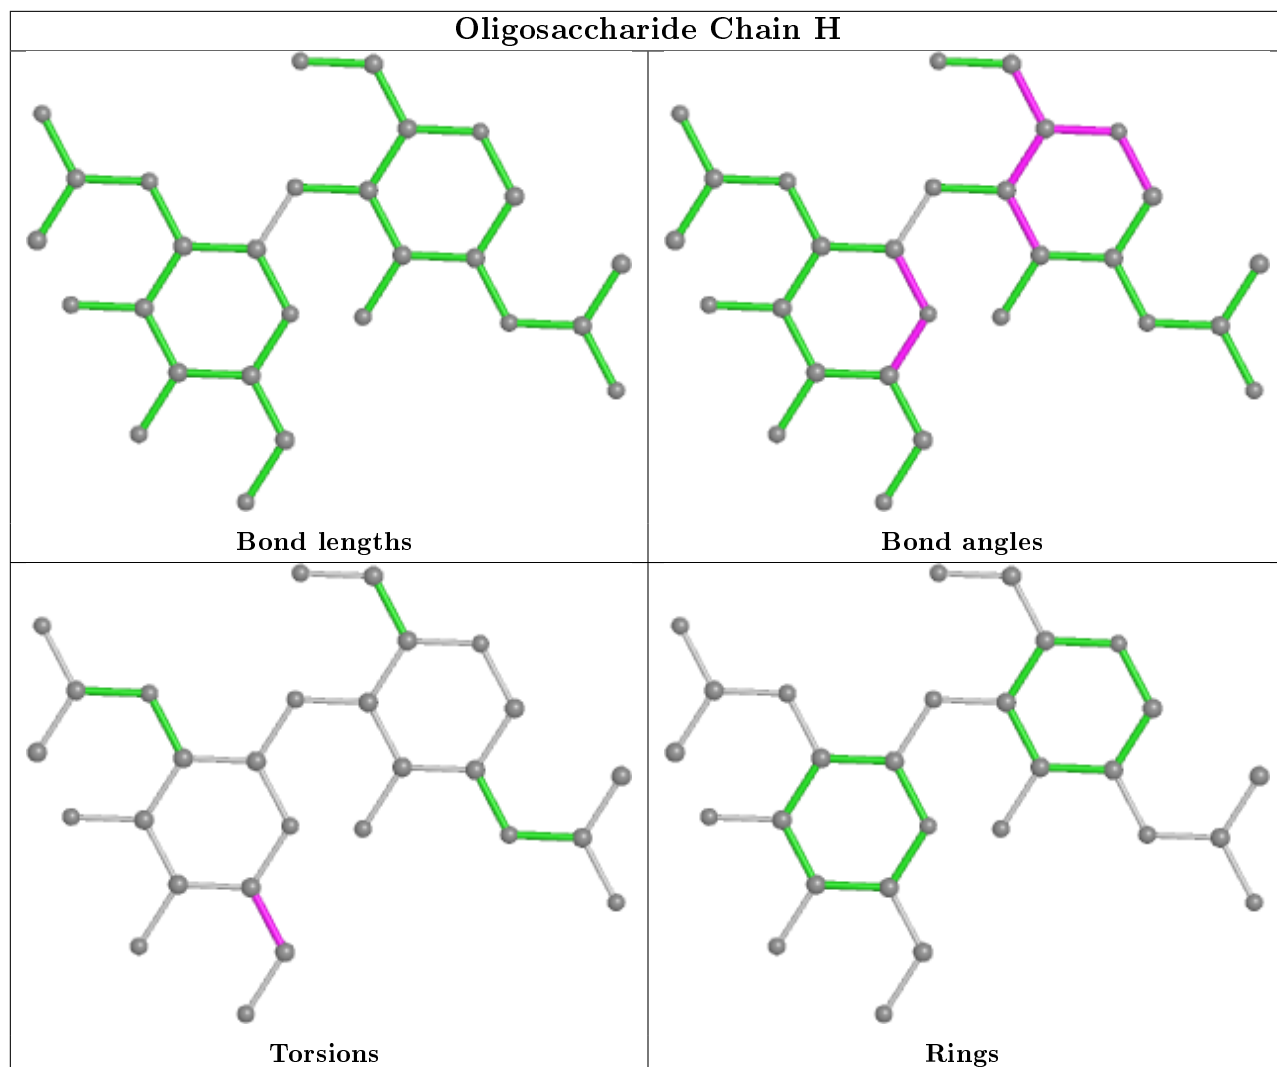 Oligosaccharide Chain H
Bond lengths
Bond angles
Torsions
Rings